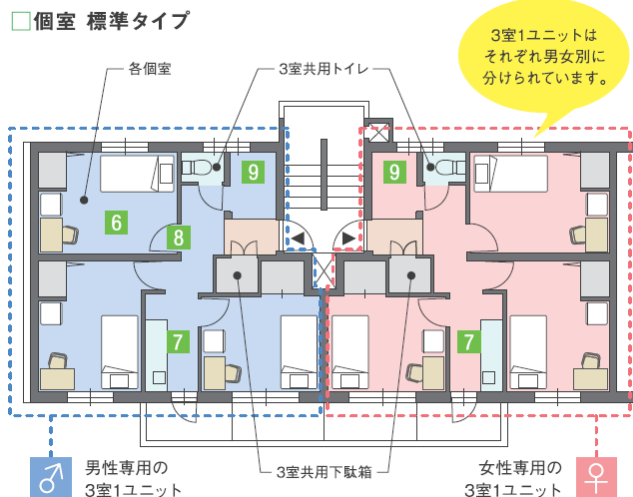 個室 標準タイプ
3室1ユニットは
それぞれ男女別に
分けられています。
各個室
3室共用トイレ
9
9
6
8
7
7
男性専用の
3室1ユニット
3室共用下駄箱
女性専用の
3室1ユニット